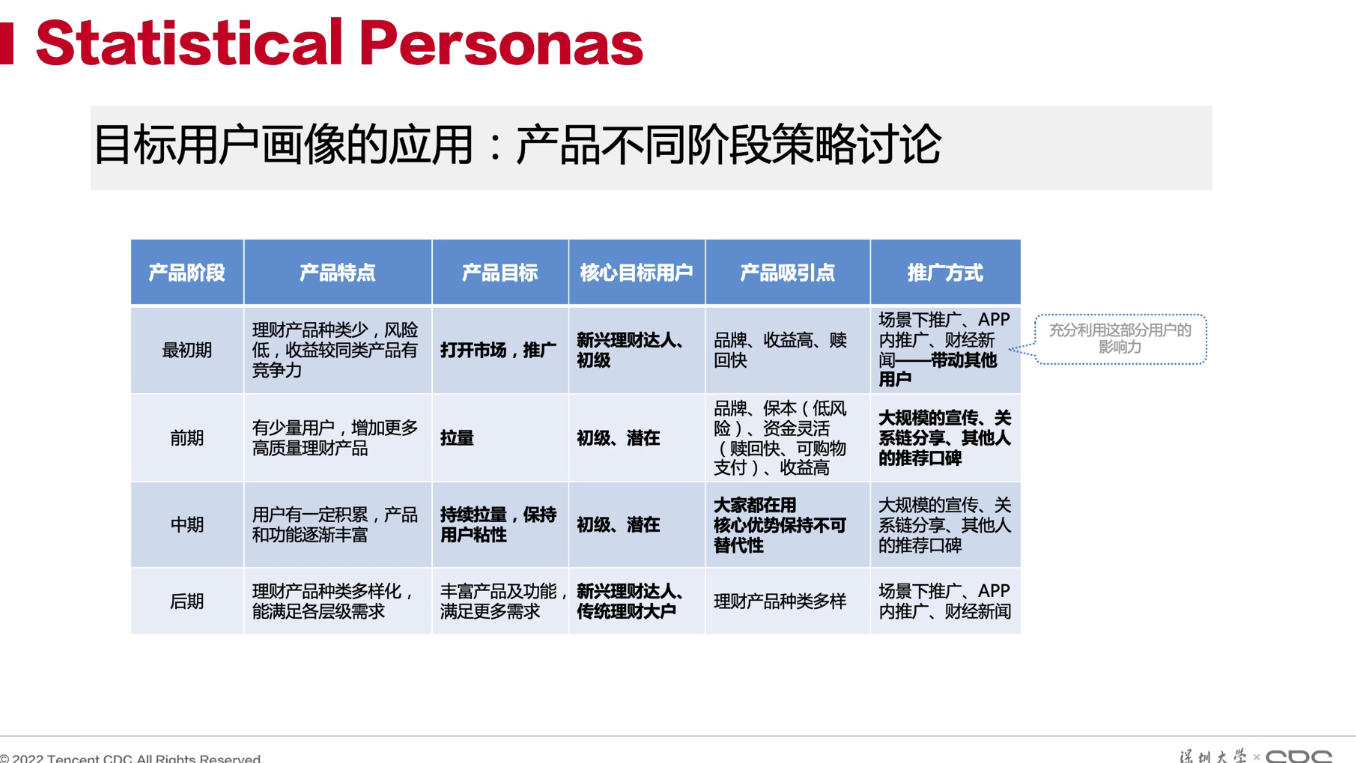 Statistical Personas
目标用户画像的应用：产品不同阶段策略讨论
产品阶段
产品特点
产品目标
核心目标用户
产品吸引点
推广方式
最初期
理财产品种类少，风险
低，收益较同类产品有
竞争力
打开市场，推广
新兴理财达人、
初级
品牌、收益高、赎
回快
场景下推广、APP
内推广、财经新
闻——带动其他
用户
充分利用这部分用户的
影响力
前期
有少量用户，增加更多
高质量理财产品
拉量
初级、潜在
品牌、保本（低风
险）、资金灵活
（赎回快、可购物
支付）、收益高
大规模的宣传、关
系链分享、其他人
的推荐口碑
中期
用户有一定积累，产品
和功能逐渐丰富
持续拉量，保持
用户粘性
初级、潜在
大家都在用
核心优势保持不可
替代性
大规模的宣传、关
系链分享、其他人
的推荐口碑
后期
理财产品种类多样化，
能满足各层级需求
丰富产品及功能，
满足更多需求
新兴理财达人、
传统理财大户
理财产品种类多样
场景下推广、APP
内推广、财经新闻
© 2022 Tencent CDC All Rights Reserved.
深圳大学 × CDC